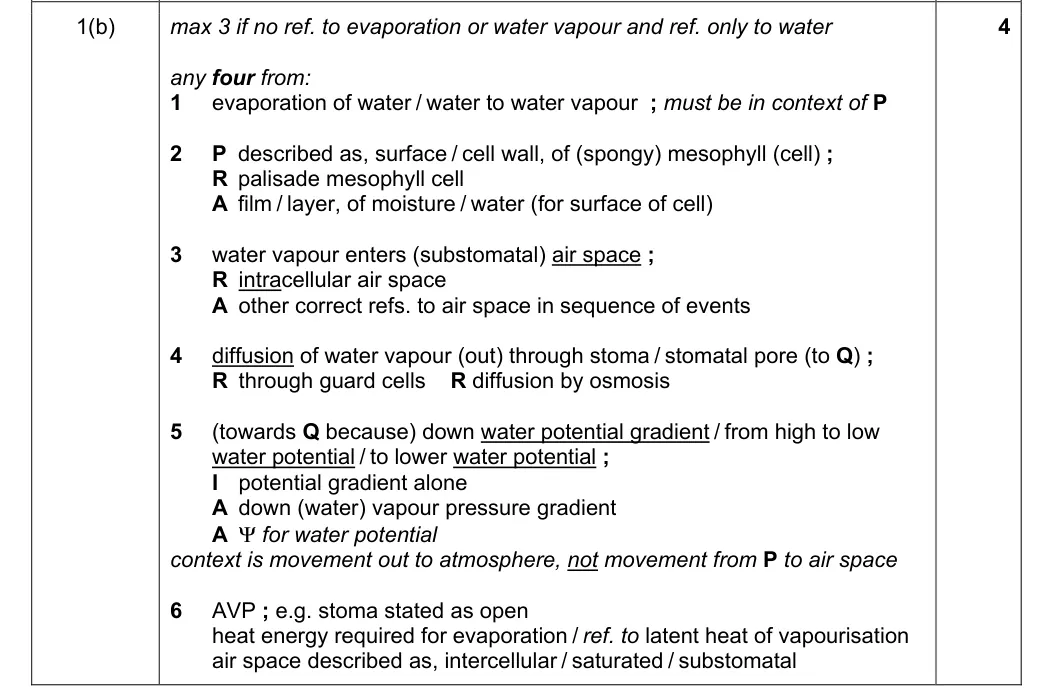 1(b) max 3 if no ref. to evaporation or water vapour and ref. only to water 4
any four from:
1 evaporation of water / water to water vapour ; must be in context of P
2 P described as, surface / cell wall, of (spongy) mesophyll (cell) ;
R palisade mesophyll cell
A film / layer, of moisture / water (for surface of cell)
3 water vapour enters (substomatal) air space ;
R intracellular air space
A other correct refs. to air space in sequence of events
4 diffusion of water vapour (out) through stoma / stomatal pore (to Q) ;
R through guard cells R diffusion by osmosis
5 (towards Q because) down water potential gradient / from high to low
water potential / to lower water potential ;
I potential gradient alone
A down (water) vapour pressure gradient
A Ψ for water potential
context is movement out to atmosphere, not movement from P to air space
6 AVP ; e.g. stoma stated as open
heat energy required for evaporation / ref. to latent heat of vapourisation
air space described as, intercellular / saturated / substomatal